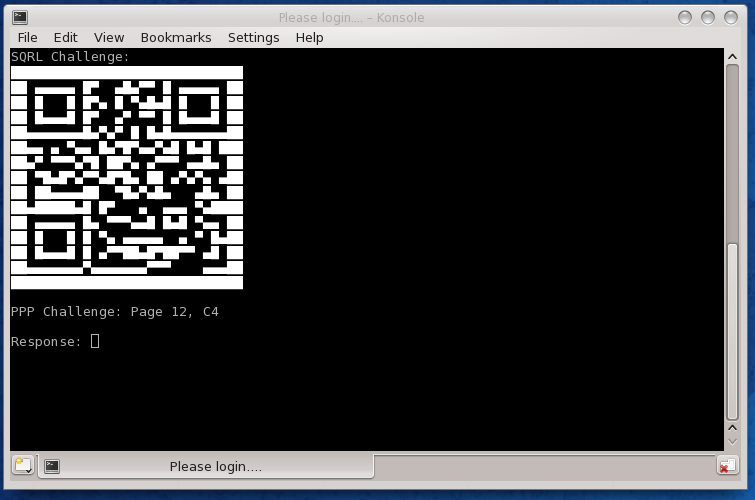 Please login.... – Konsole
File Edit View Bookmarks Settings Help
SQRL Challenge:
PPP Challenge: Page 12, C4
Response:
Please login....